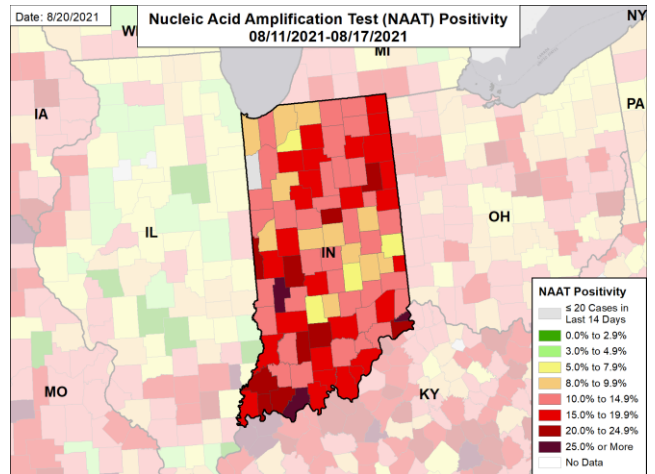 Date: 8/20/2021
Nucleic Acid Amplification Test (NAAT) Positivity
08/11/2021-08/17/2021
NY
WI
MI
IA
PA
IL
IN
OH
MO
KY
NAAT Positivity
≤ 20 Cases in
Last 14 Days
0.0% to 2.9%
3.0% to 4.9%
5.0% to 7.9%
8.0% to 9.9%
10.0% to 14.9%
15.0% to 19.9%
20.0% to 24.9%
25.0% or More
No Data